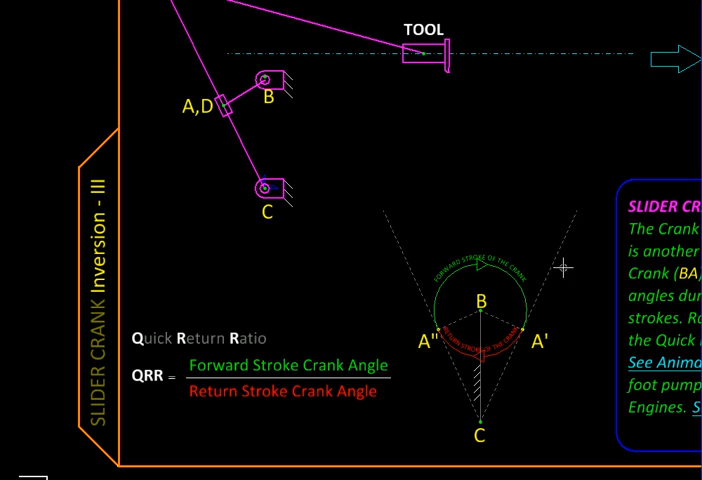 TOOL
B
A,D
C
SLIDER CRANK Inversion - III
SLIDER CR
The Crank
is another
Crank (BA)
angles dur
strokes. Ro
the Quick
See Anima
foot pump
Engines. S
FORWARD STROKE OF THE CRANK
B
A"
A'
RETURN STROKE OF THE CRANK
C
Quick Return Ratio
QRR = Forward Stroke Crank Angle
Return Stroke Crank Angle